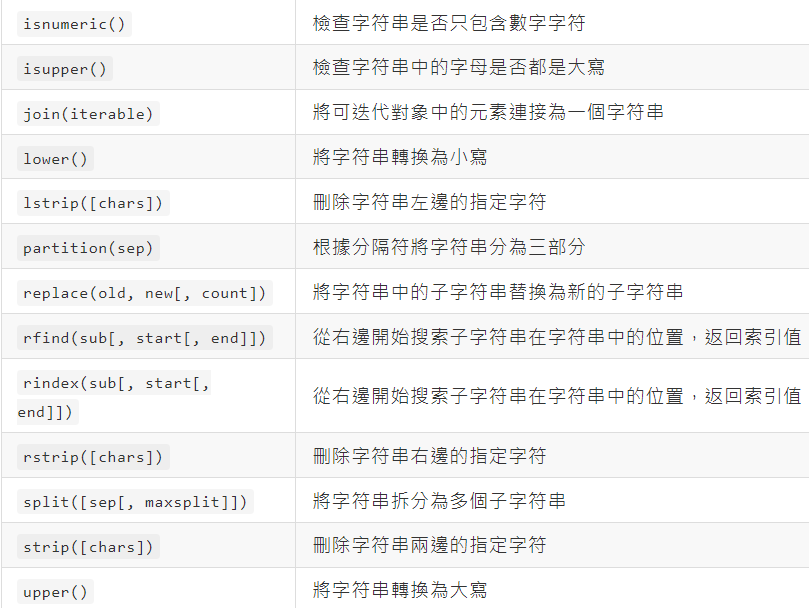 isnumeric() 檢查字符串是否只包含數字字符
isupper() 檢查字符串中的字母是否都是大寫
join(iterable) 將可迭代對象中的元素連接為一個字符串
lower() 將字符串轉換為小寫
lstrip([chars]) 刪除字符串左邊的指定字符
partition(sep) 根據分隔符將字符串分為三部分
replace(old, new[, count]) 將字符串中的子字符串替換為新的子字符串
rfind(sub[, start[, end]]) 從右邊開始搜索子字符串在字符串中的位置，返回索引值
rindex(sub[, start[,
end]]) 從右邊開始搜索子字符串在字符串中的位置，返回索引值
rstrip([chars]) 刪除字符串右邊的指定字符
split([sep[, maxsplit]]) 將字符串拆分為多個子字符串
strip([chars]) 刪除字符串兩邊的指定字符
upper() 將字符串轉換為大寫